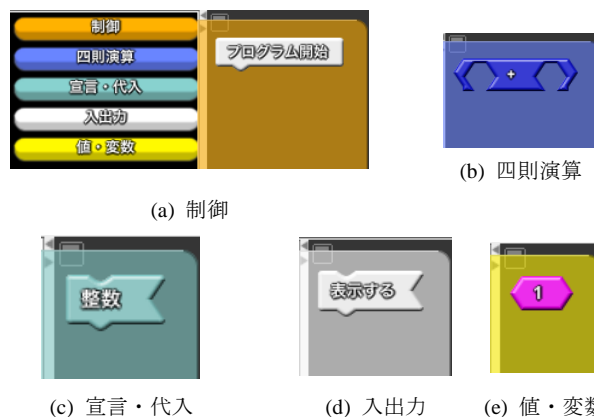 制御
四則演算
宣言・代入
入出力
値・変数
プログラム開始
(a) 制御
+
(b) 四則演算
整数
(c) 宣言・代入
表示する
(d) 入出力
1
(e) 値・変数